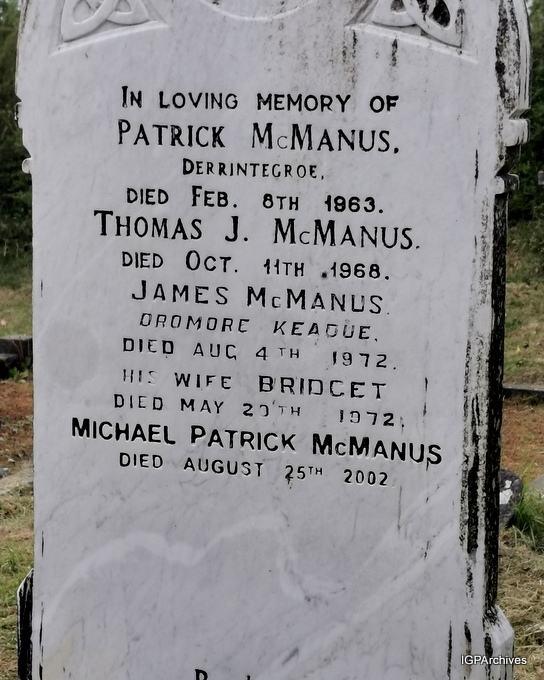 In loving memory of
Patrick McManus.
Derrintegroe,
died Feb. 8th 1963.
Thomas J. McManus.
died Oct. 11th .1968.
James McManus.
Dromore Keadue,
died Aug 4th 1972.
his wife Bridget
died May 29th 1972,
Michael Patrick McManus
died August 25th 2002
IGPArchives